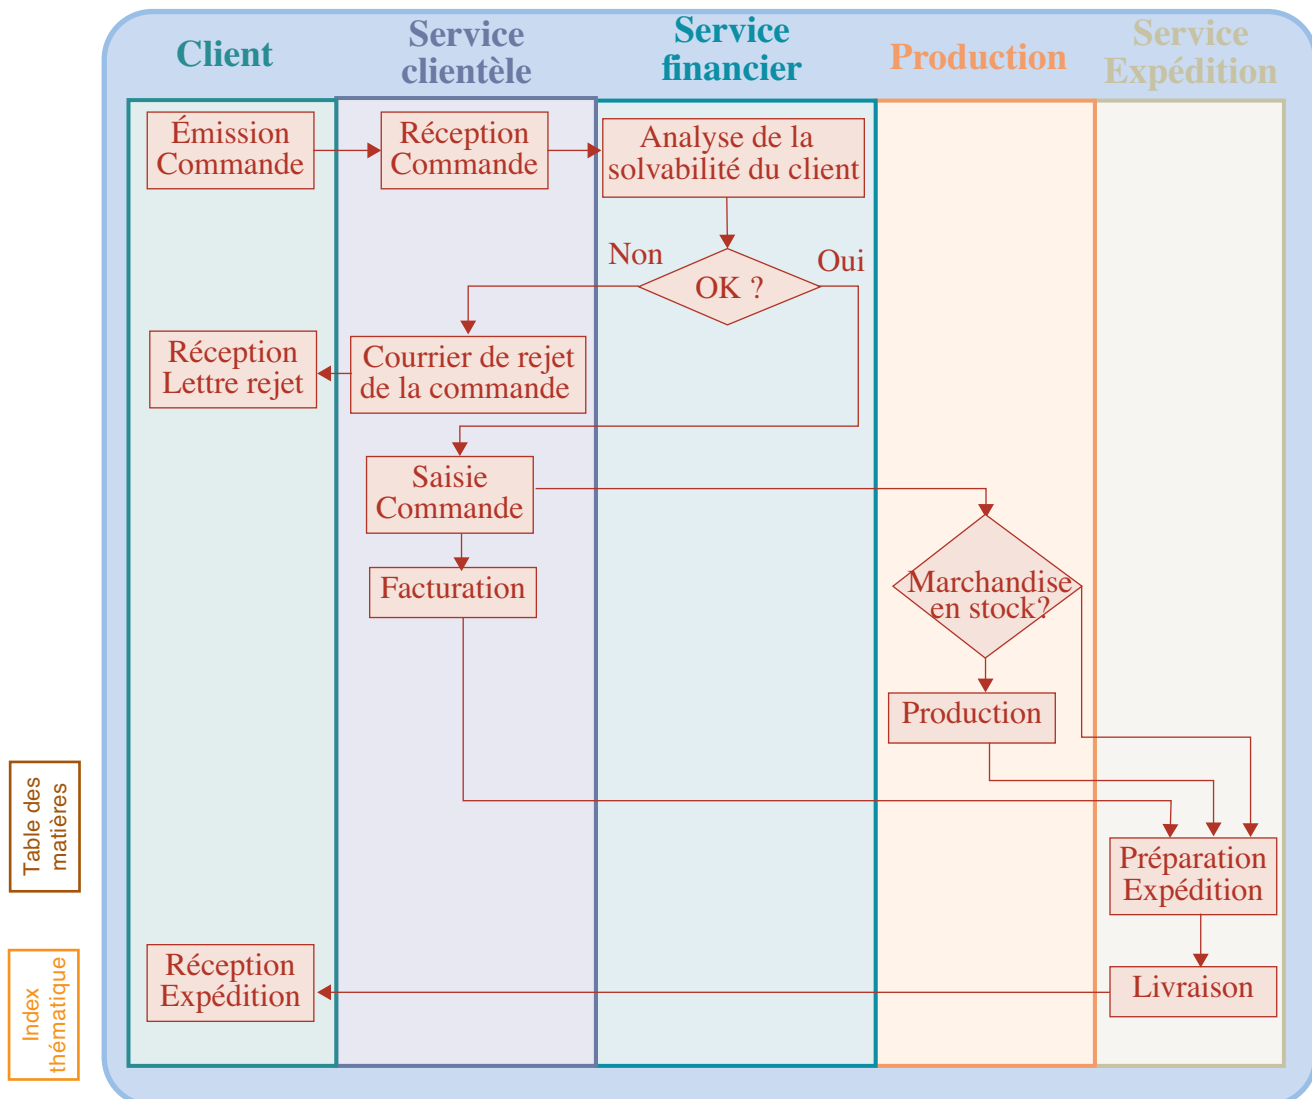 Client
Service
clientèle
Service
financier
Production
Service
Expédition
Émission
Commande
Réception
Commande
Analyse de la
solvabilité du client
Non
Oui
OK ?
Réception
Lettre rejet
Courrier de rejet
de la commande
Saisie
Commande
Facturation
Marchandise
en stock?
Production
Préparation
Expédition
Réception
Expédition
Livraison
Table des
matières
Index
thématique